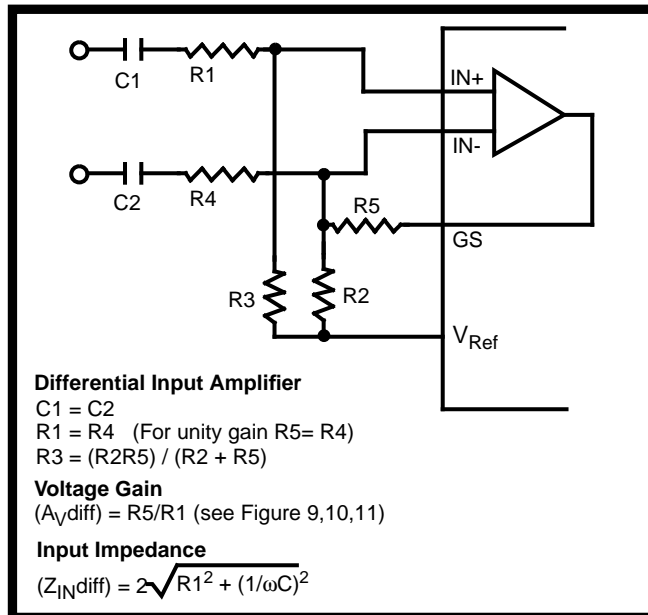 C1
R1
IN+
IN-
C2
R4
R5
GS
R3
R2
VRef
Differential Input Amplifier
C1 = C2
R1 = R4 (For unity gain R5= R4)
R3 = (R2R5) / (R2 + R5)
Voltage Gain
(AVdiff) = R5/R1 (see Figure 9,10,11)
Input Impedance
(ZINdiff) = 2√R1² + (1/ωC)²